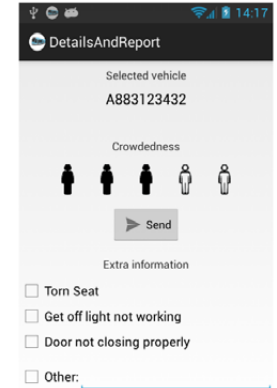 14:17
DetailsAndReport
Selected vehicle
A883123432
Crowdedness
Send
Extra information
Torn Seat
Get off light not working
Door not closing properly
Other: